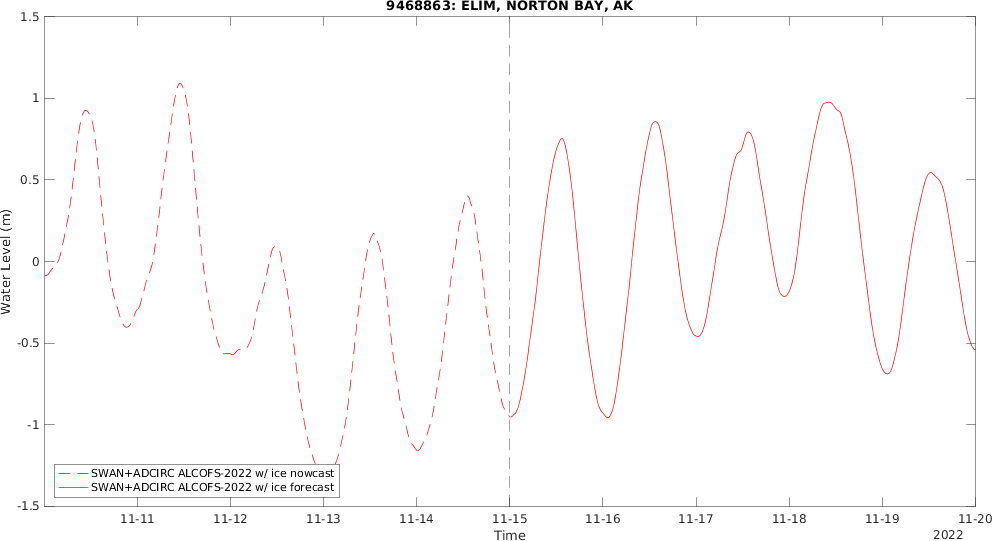 9468863: ELIM, NORTON BAY, AK
1.5
1
0.5
0
-0.5
-1
-1.5
Water Level (m)
SWAN+ADCIRC ALCOFS-2022 w/ ice nowcast
SWAN+ADCIRC ALCOFS-2022 w/ ice forecast
11-11 11-12 11-13 11-14 11-15 11-16 11-17 11-18 11-19 11-20
Time
2022